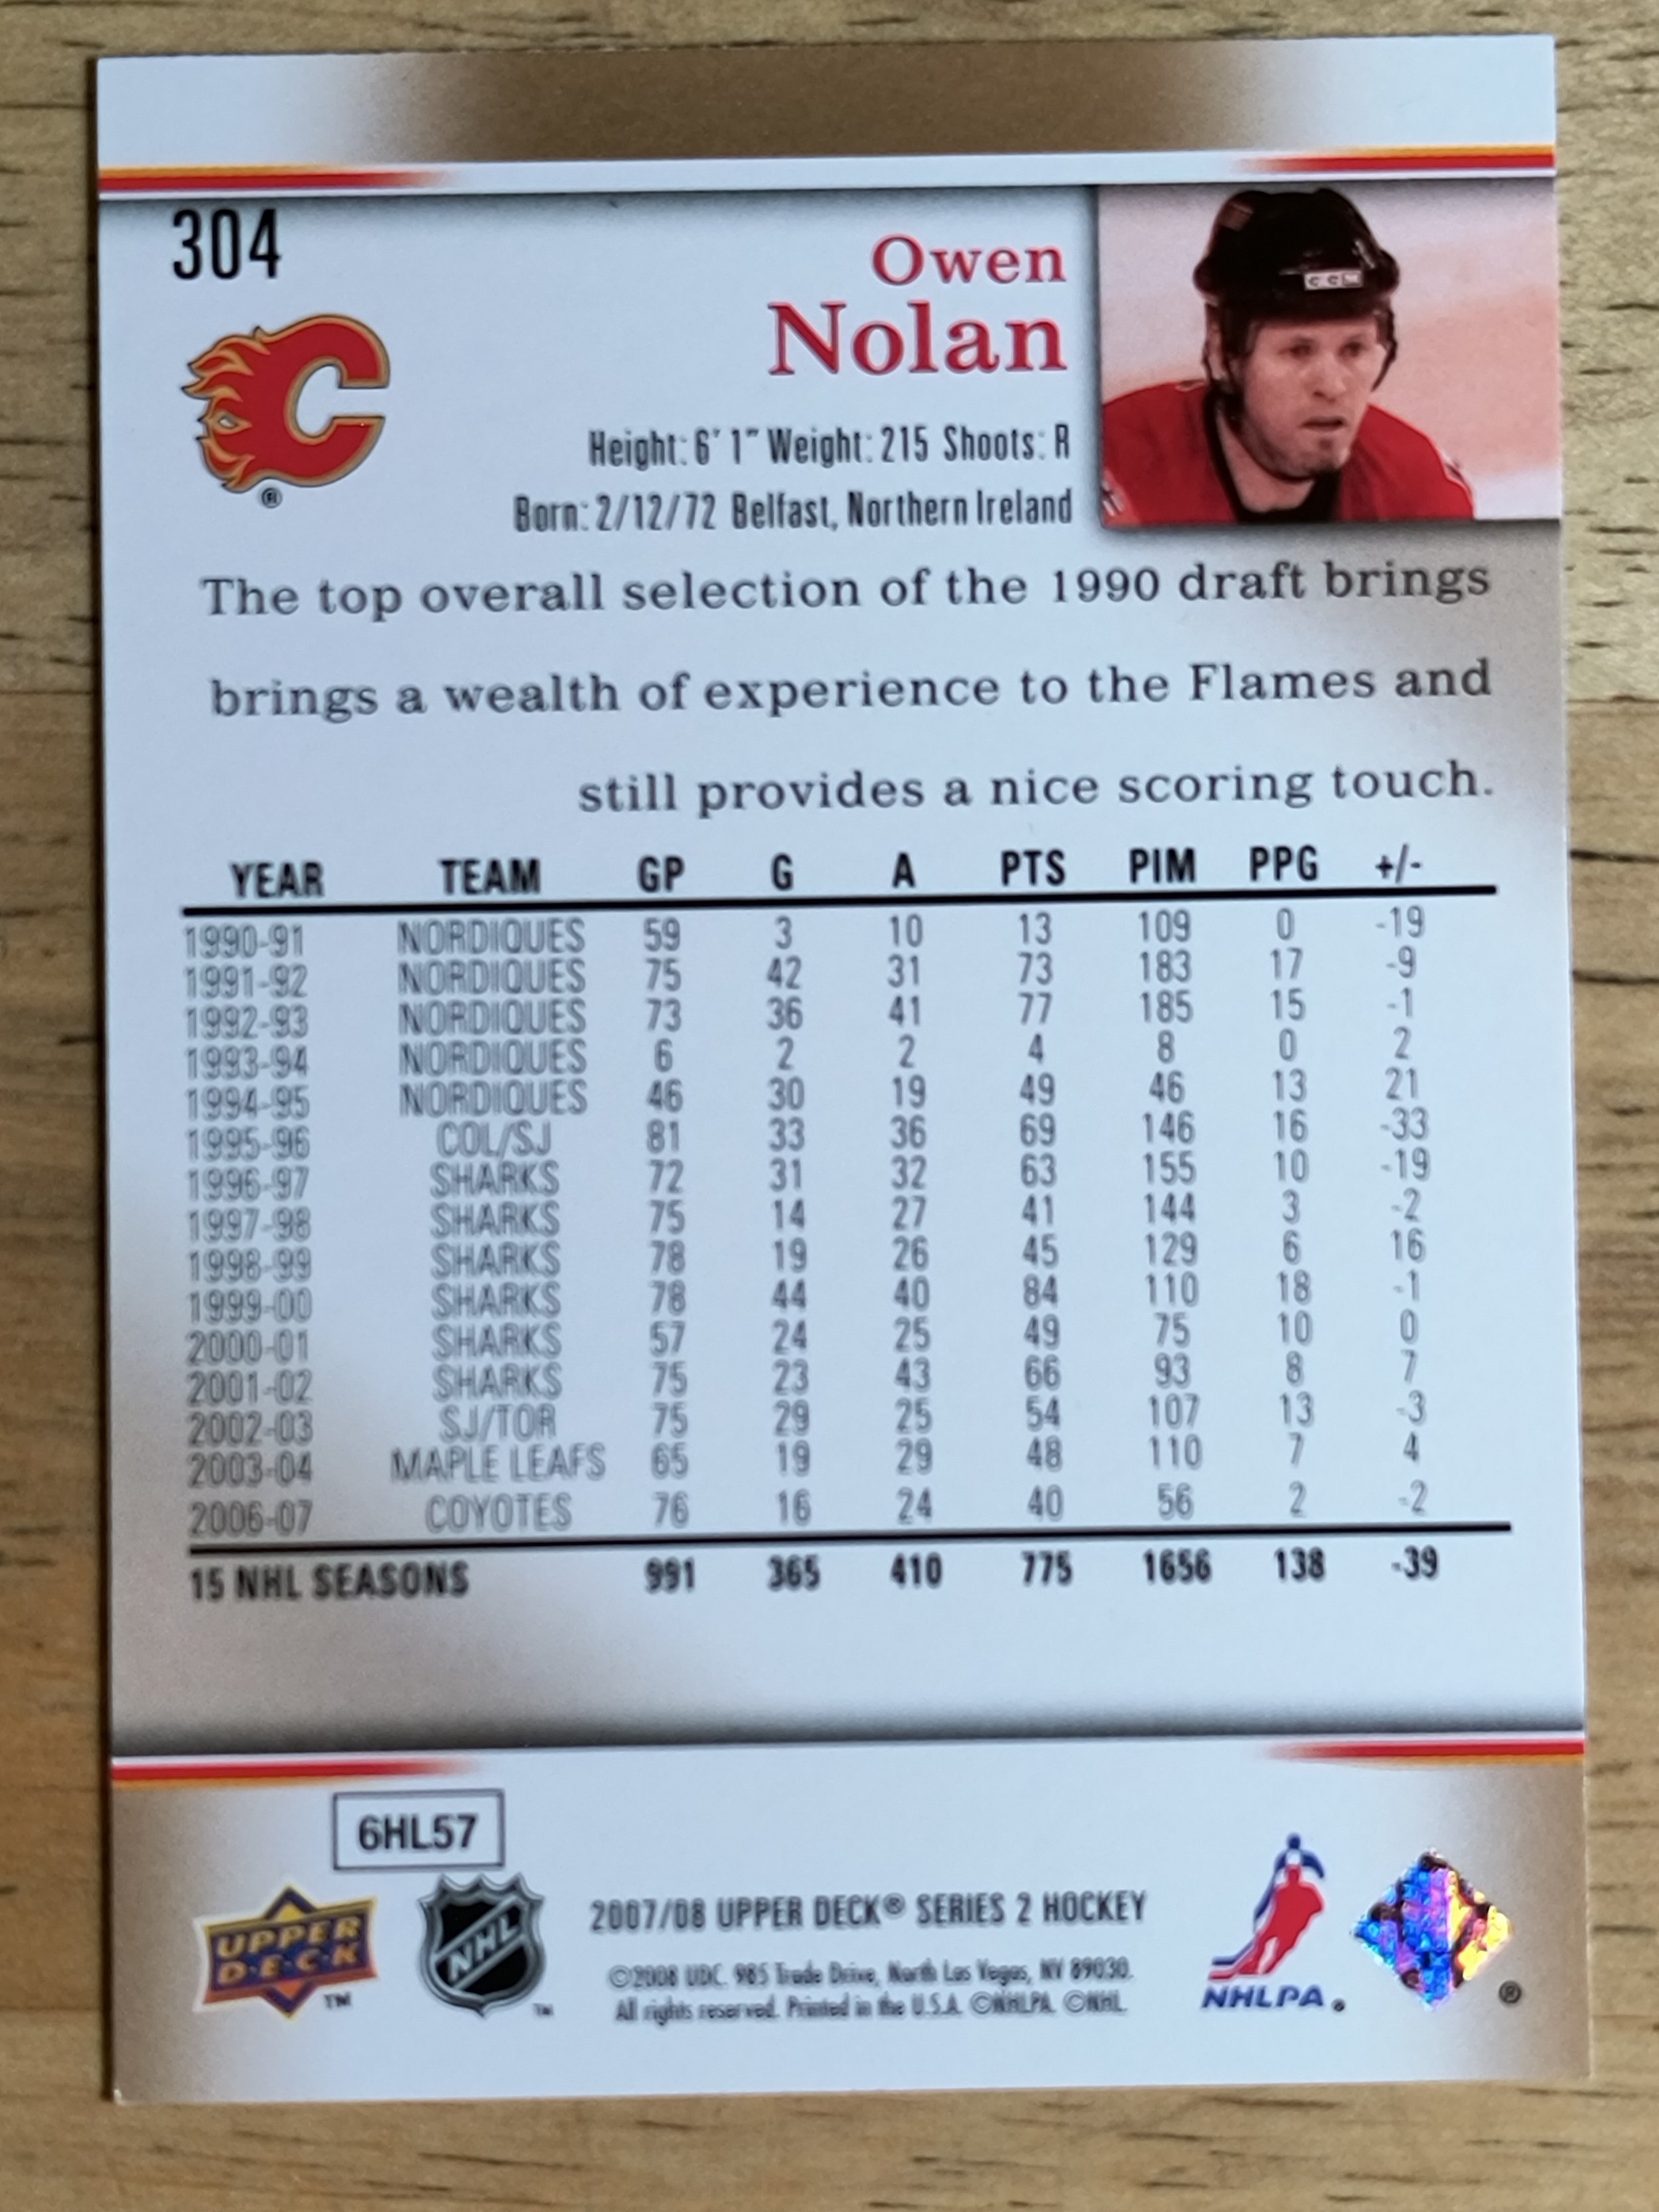 304
Owen
Nolan
CCM
Height: 6' 1" Weight: 215 Shoots: R
Born: 2/12/72 Belfast, Northern Ireland
The top overall selection of the 1990 draft brings
brings a wealth of experience to the Flames and
still provides a nice scoring touch.
YEAR TEAM GP G A PTS PIM PPG +/-
1990-91 NORDIQUES 59 3 10 13 109 0 -19
1991-92 NORDIQUES 75 42 31 73 183 17 -9
1992-93 NORDIQUES 73 36 41 77 185 15 -1
1993-94 NORDIQUES 6 2 2 4 8 0 2
1994-95 NORDIQUES 46 30 19 49 46 13 21
1995-96 COL/SJ 81 33 36 69 146 16 -33
1996-97 SHARKS 72 31 32 63 155 10 -19
1997-98 SHARKS 75 14 27 41 144 3 -2
1998-99 SHARKS 78 19 26 45 129 6 16
1999-00 SHARKS 78 44 40 84 110 18 -1
2000-01 SHARKS 57 24 25 49 75 10 0
2001-02 SHARKS 75 23 43 66 93 8 7
2002-03 SJ/TOR 75 29 25 54 107 13 -3
2003-04 MAPLE LEAFS 65 19 29 48 110 7 4
2006-07 COYOTES 76 16 24 40 56 2 -2
15 NHL SEASONS 991 365 410 775 1656 138 -39
6HL57
UPPER
DECK
TM
NHL
TM
2007/08 UPPER DECK® SERIES 2 HOCKEY
©2008 UDC. 985 Trade Drive, North Las Vegas, NV 89030.
All rights reserved. Printed in the U.S.A. ©NHLPA. ©NHL.
NHLPA
®